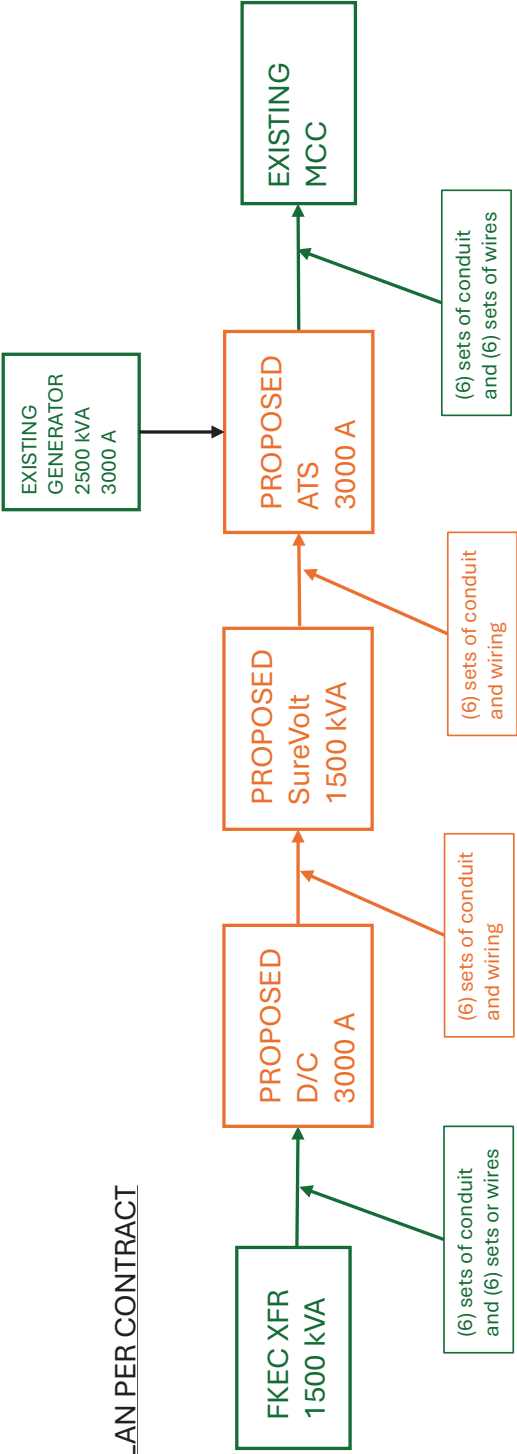 LAN PER CONTRACT
EXISTING
GENERATOR
2500 kVA
3000 A
FKEC XFR
1500 kVA
PROPOSED
D/C
3000 A
PROPOSED
SureVolt
1500 kVA
PROPOSED
ATS
3000 A
EXISTING
MCC
(6) sets of conduit
and (6) sets or wires
(6) sets of conduit
and wiring
(6) sets of conduit
and wiring
(6) sets of conduit
and (6) sets of wires